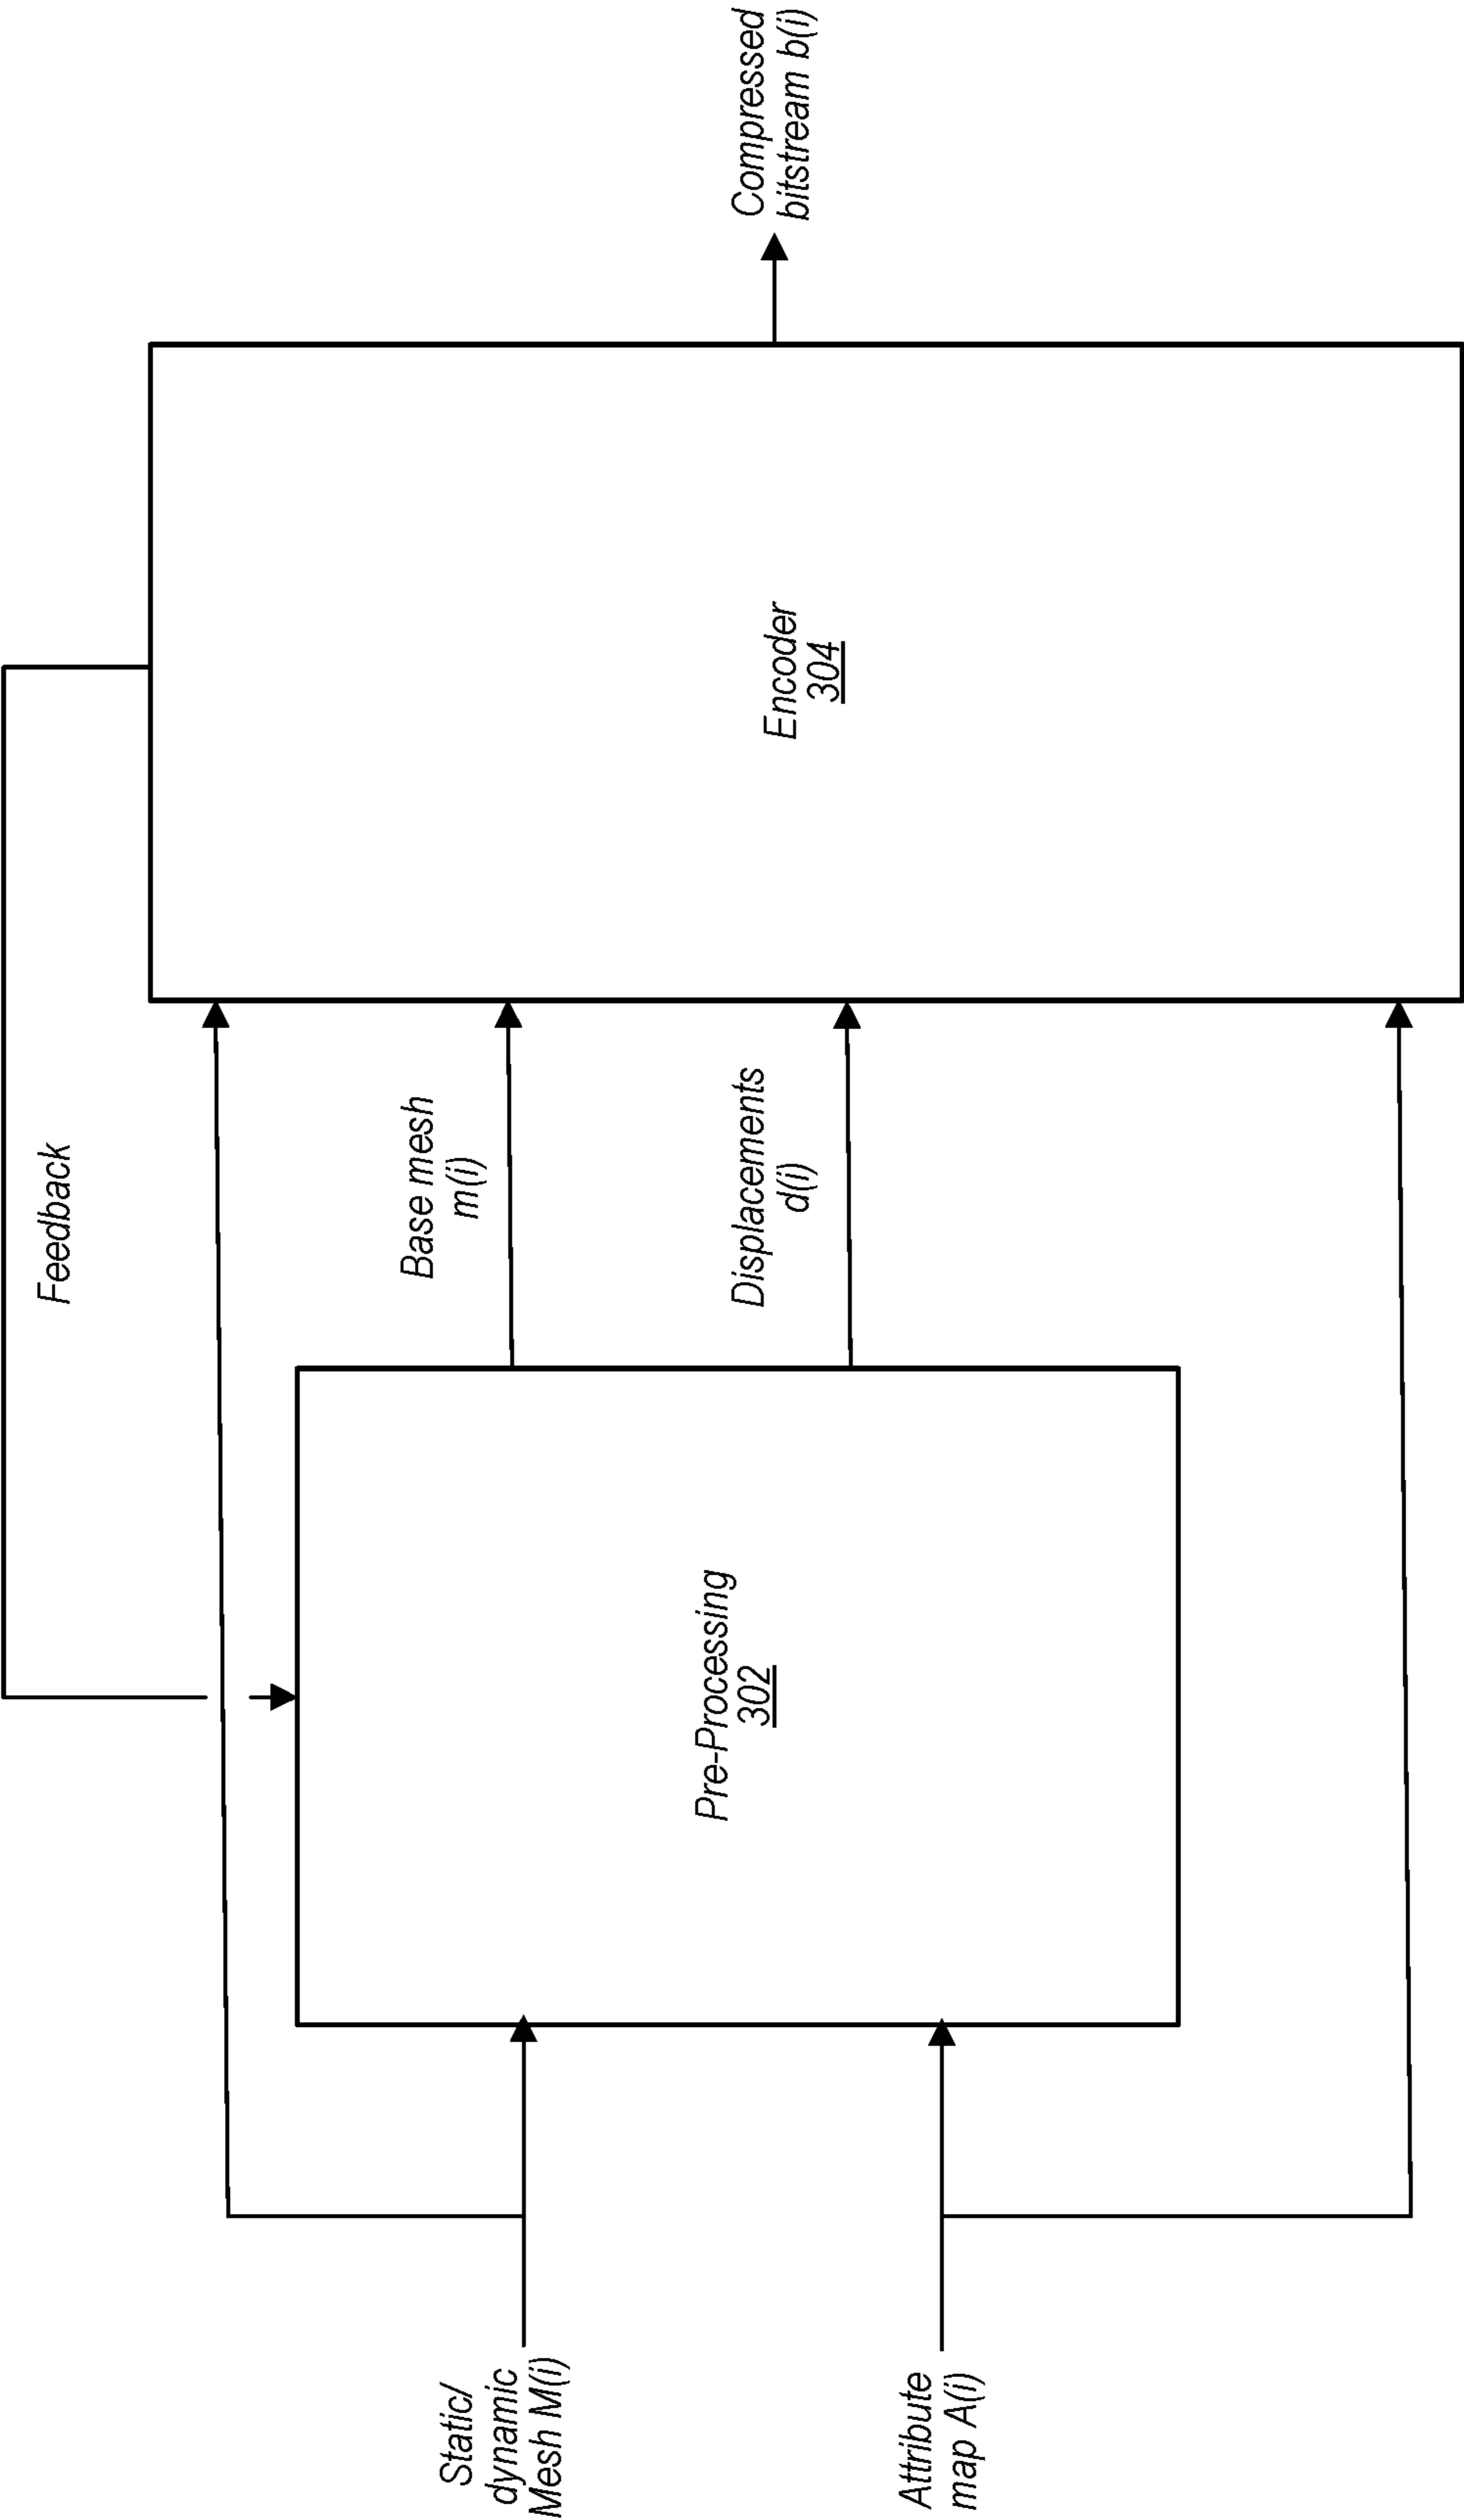 Feedback
Static/
dynamic
Mesh M(i)
Attribute
map A(i)
Pre-Processing
302
Base mesh
m(i)
Displacements
d(i)
Encoder
304
Compressed
bitstream b(i)